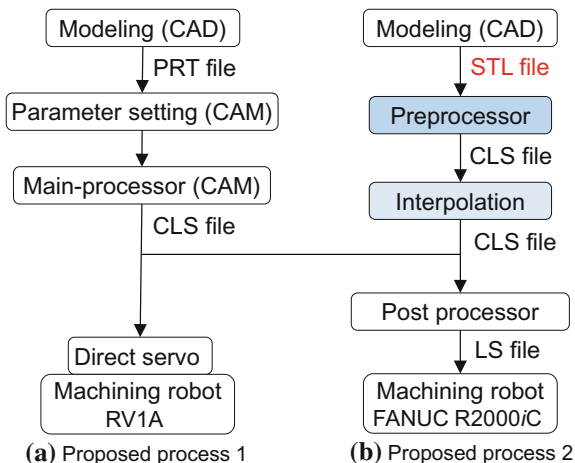 Modeling (CAD)
PRT file
Parameter setting (CAM)
Main-processor (CAM)
CLS file
Direct servo
Machining robot
RV1A
(a) Proposed process 1
Modeling (CAD)
STL file
Preprocessor
CLS file
Interpolation
CLS file
Post processor
LS file
Machining robot
FANUC R2000iC
(b) Proposed process 2